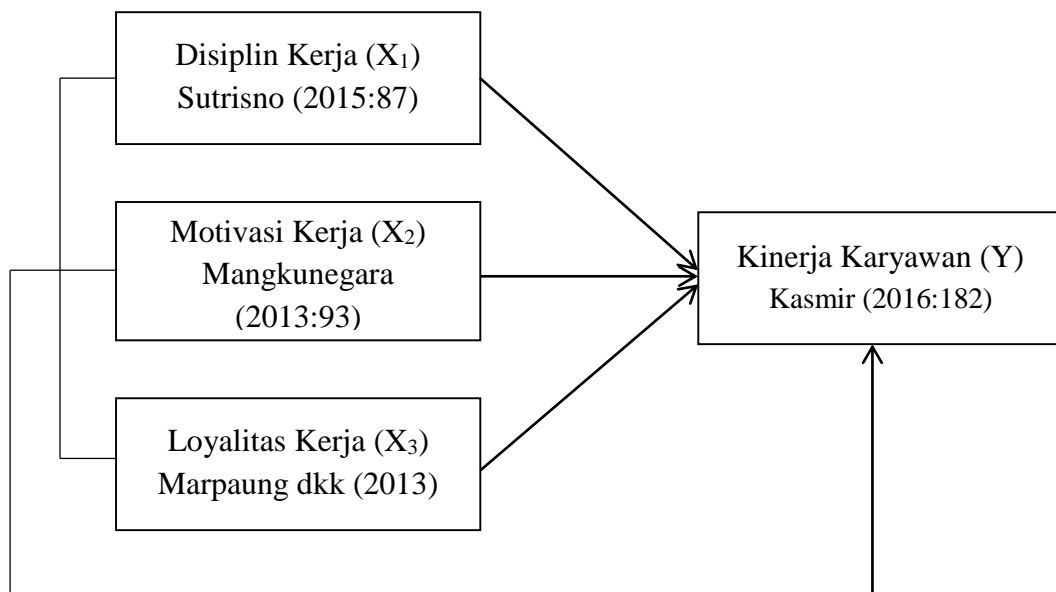 Disiplin Kerja (X₁)
Sutrisno (2015:87)
Motivasi Kerja (X₂)
Mangkunegara
(2013:93)
Loyalitas Kerja (X₃)
Marpaung dkk (2013)
Kinerja Karyawan (Y)
Kasmir (2016:182)